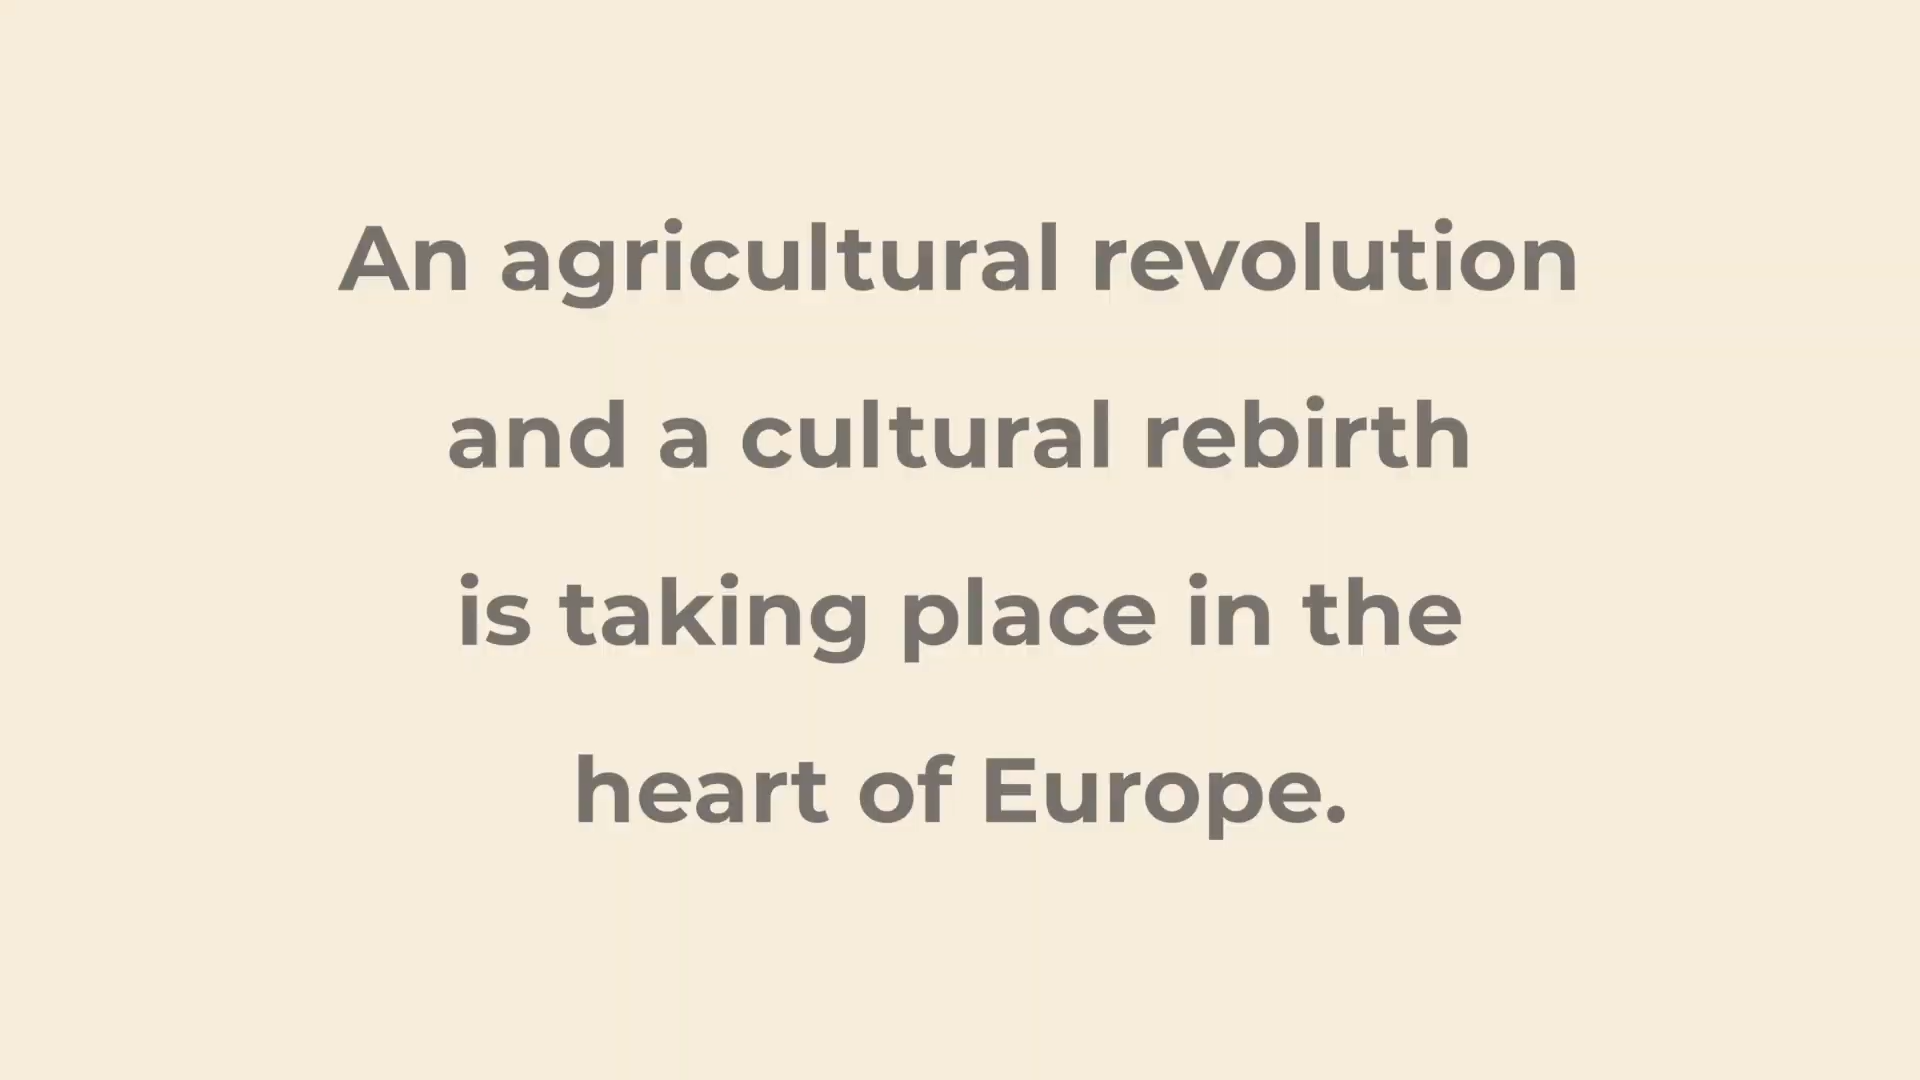 An agricultural revolution
and a cultural rebirth
is taking place in the
heart of Europe.